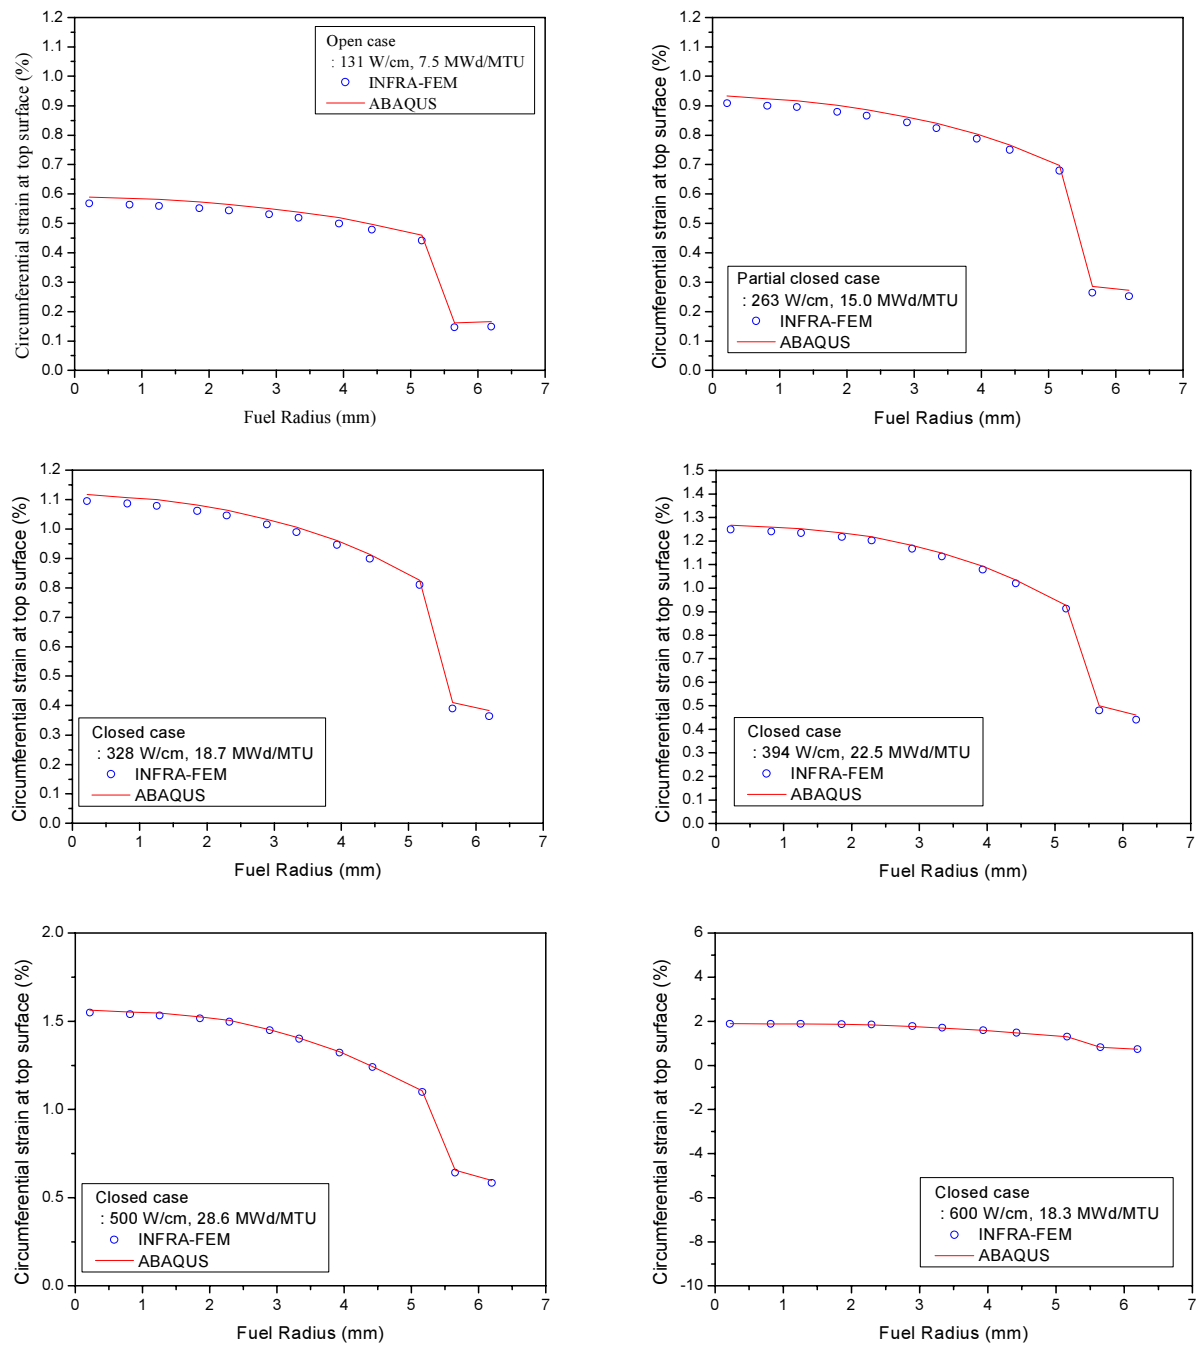 Circumferential strain at top surface (%)
1.2
1.1
1.0
0.9
0.8
0.7
0.6
0.5
0.4
0.3
0.2
0.1
0.0
Open case
: 131 W/cm, 7.5 MWd/MTU
INFRA-FEM
ABAQUS
0 1 2 3 4 5 6 7
Fuel Radius (mm)
Circumferential strain at top surface (%)
1.2
1.1
1.0
0.9
0.8
0.7
0.6
0.5
0.4
0.3
0.2
0.1
0.0
Partial closed case
: 263 W/cm, 15.0 MWd/MTU
INFRA-FEM
ABAQUS
0 1 2 3 4 5 6 7
Fuel Radius (mm)
Circumferential strain at top surface (%)
1.2
1.1
1.0
0.9
0.8
0.7
0.6
0.5
0.4
0.3
0.2
0.1
0.0
Closed case
: 328 W/cm, 18.7 MWd/MTU
INFRA-FEM
ABAQUS
0 1 2 3 4 5 6 7
Fuel Radius (mm)
Circumferential strain at top surface (%)
1.5
1.4
1.3
1.2
1.1
1.0
0.9
0.8
0.7
0.6
0.5
0.4
0.3
0.2
0.1
0.0
Closed case
: 394 W/cm, 22.5 MWd/MTU
INFRA-FEM
ABAQUS
0 1 2 3 4 5 6 7
Fuel Radius (mm)
Circumferential strain at top surface (%)
2.0
1.5
1.0
0.5
0.0
Closed case
: 500 W/cm, 28.6 MWd/MTU
INFRA-FEM
ABAQUS
0 1 2 3 4 5 6 7
Fuel Radius (mm)
Circumferential strain at top surface (%)
6
4
2
0
-2
-4
-6
-8
-10
Closed case
: 600 W/cm, 18.3 MWd/MTU
INFRA-FEM
ABAQUS
0 1 2 3 4 5 6 7
Fuel Radius (mm)